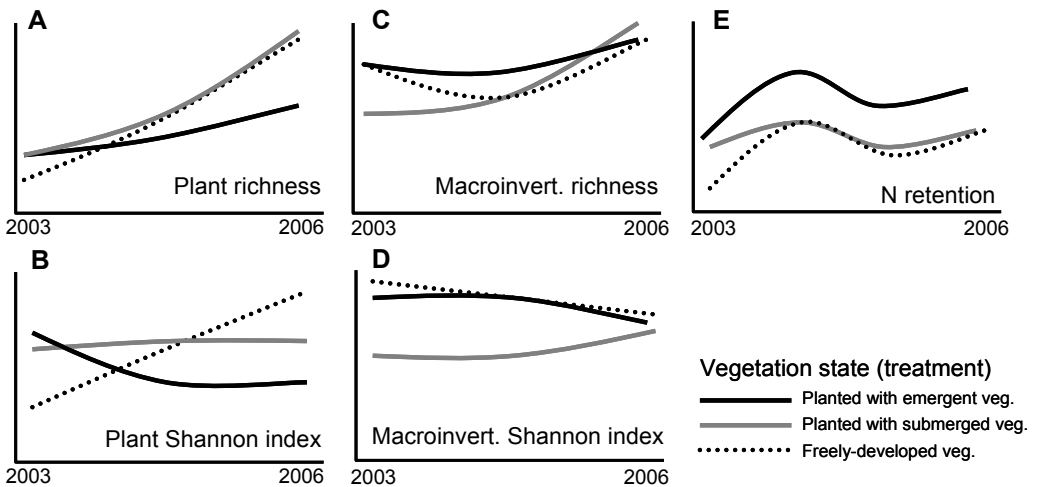 A
Plant richness
2003
2006
C
Macroinvert. richness
2003
2006
E
N retention
2003
2006
B
Plant Shannon index
2003
2006
D
Macroinvert. Shannon index
2003
2006
Vegetation state (treatment)
Planted with emergent veg.
Planted with submerged veg.
Freely-developed veg.